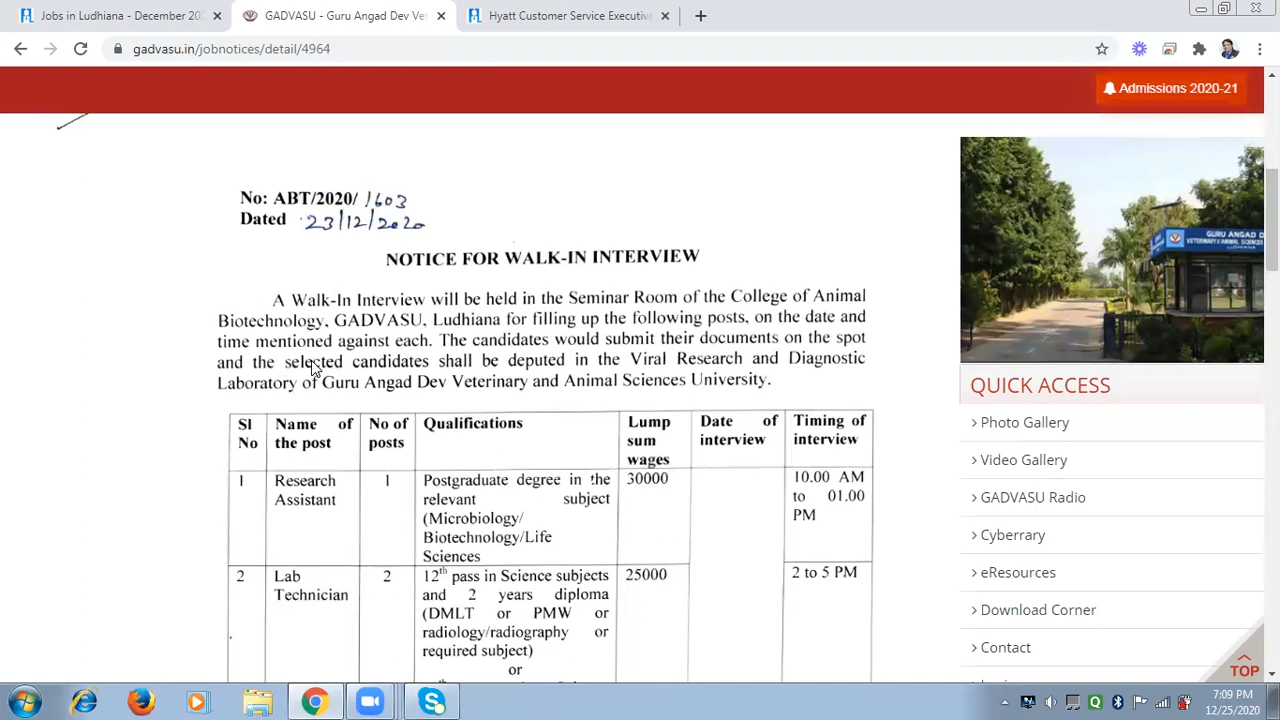 Jobs in Ludhiana - December 202
GADVASU - Guru Angad Dev Vet
Hyatt Customer Service Executive
gadvasu.in/jobnotices/detail/4964
Admissions 2020-21
No: ABT/2020/ 1603
Dated 23/12/2020
NOTICE FOR WALK-IN INTERVIEW
A Walk-In Interview will be held in the Seminar Room of the College of Animal
Biotechnology, GADVASU, Ludhiana for filling up the following posts, on the date and
time mentioned against each. The candidates would submit their documents on the spot
and the selected candidates shall be deputed in the Viral Research and Diagnostic
Laboratory of Guru Angad Dev Veterinary and Animal Sciences University.
Sl No
Name of the post
No of posts
Qualifications
Lump sum wages
Date of interview
Timing of interview
1
Research Assistant
1
Postgraduate degree in the
relevant subject
(Microbiology/
Biotechnology/Life
Sciences
30000
10.00 AM
to 01.00
PM
2
Lab Technician
2
12th pass in Science subjects
and 2 years diploma
(DMLT or PMW or
radiology/radiography or
required subject)
or
25000
2 to 5 PM
GURU ANGAD D
VETERINARY & ANIMAL SCIENCES
QUICK ACCESS
Photo Gallery
Video Gallery
GADVASU Radio
Cyberrary
eResources
Download Corner
Contact
TOP
7:09 PM
12/25/2020